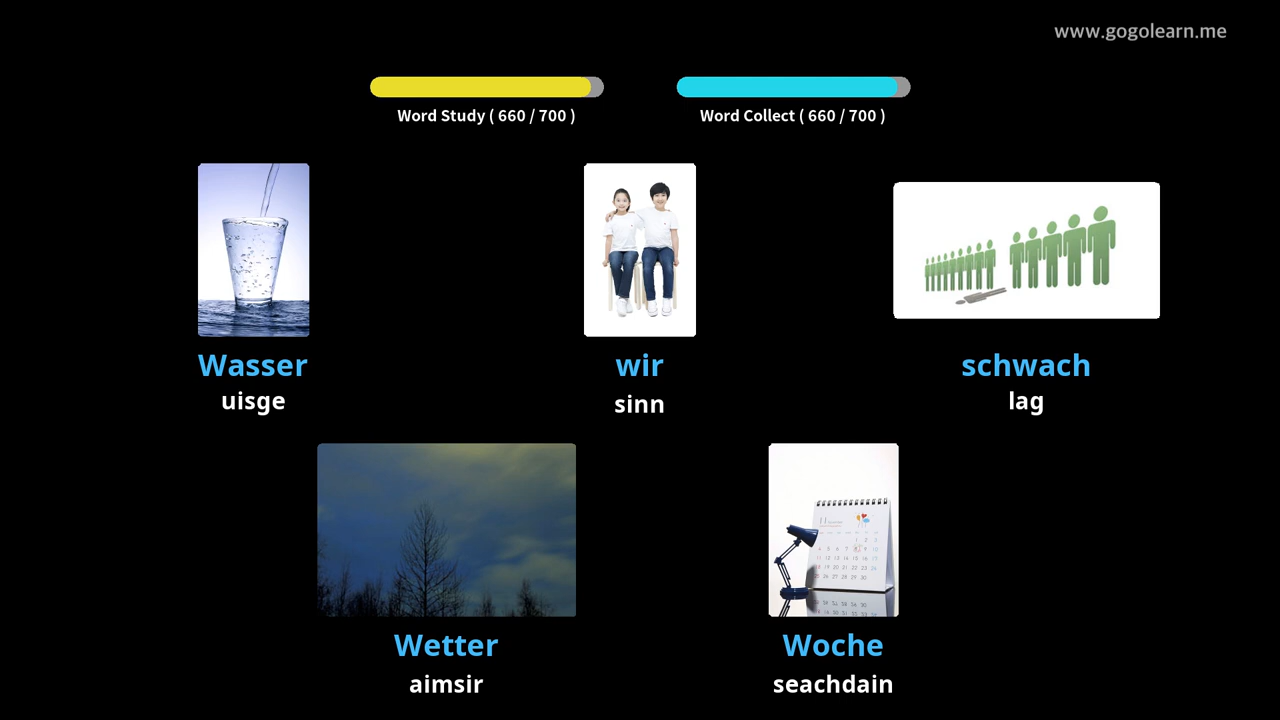 www.gogolearn.me
Word Study ( 660 / 700 )
Word Collect ( 660 / 700 )
Wasser
uisge
wir
sinn
schwach
lag
Wetter
aimsir
Woche
seachdain